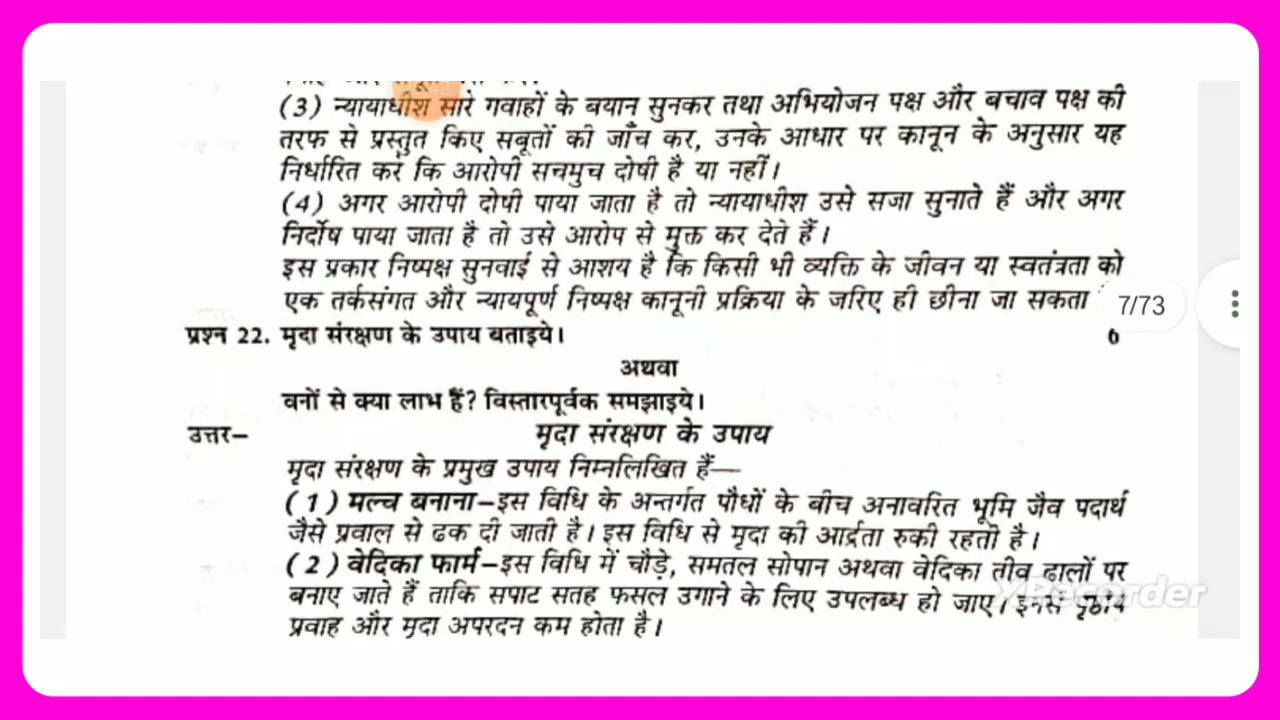 (3) न्यायाधीश सारे गवाहों के बयान सुनकर तथा अभियोजन पक्ष और बचाव पक्ष की
तरफ से प्रस्तुत किए सबूतों की जाँच कर, उनके आधार पर कानून के अनुसार यह
निर्धारित करे कि आरोपी सचमुच दोषी है या नहीं।
(4) अगर आरोपी दोषी पाया जाता है तो न्यायाधीश उसे सजा सुनाते हैं और अगर
निर्दोष पाया जाता है तो उसे आरोप से मुक्त कर देते हैं।
इस प्रकार निष्पक्ष सुनवाई से आशय है कि किसी भी व्यक्ति के जीवन या स्वतंत्रता को
एक तर्कसंगत और न्यायपूर्ण निष्पक्ष कानूनी प्रक्रिया के जरिए ही छीना जा सकता
7/73
प्रश्न 22. मृदा संरक्षण के उपाय बताइये। 6
अथवा
वनों से क्या लाभ हैं? विस्तारपूर्वक समझाइये।
उत्तर– मृदा संरक्षण के उपाय
मृदा संरक्षण के प्रमुख उपाय निम्नलिखित हैं—
(1) मल्च बनाना–इस विधि के अन्तर्गत पौधों के बीच अनावरित भूमि जैव पदार्थ
जैसे प्रवाल से ढक दी जाती है। इस विधि से मृदा की आर्द्रता रुकी रहती है।
(2) वेदिका फार्म–इस विधि में चौड़े, समतल सोपान अथवा वेदिका तीव्र ढालों पर
बनाए जाते हैं ताकि सपाट सतह फसल उगाने के लिए उपलब्ध हो जाए। इनसे पृष्ठीय
प्रवाह और मृदा अपरदन कम होता है।
XRecorder